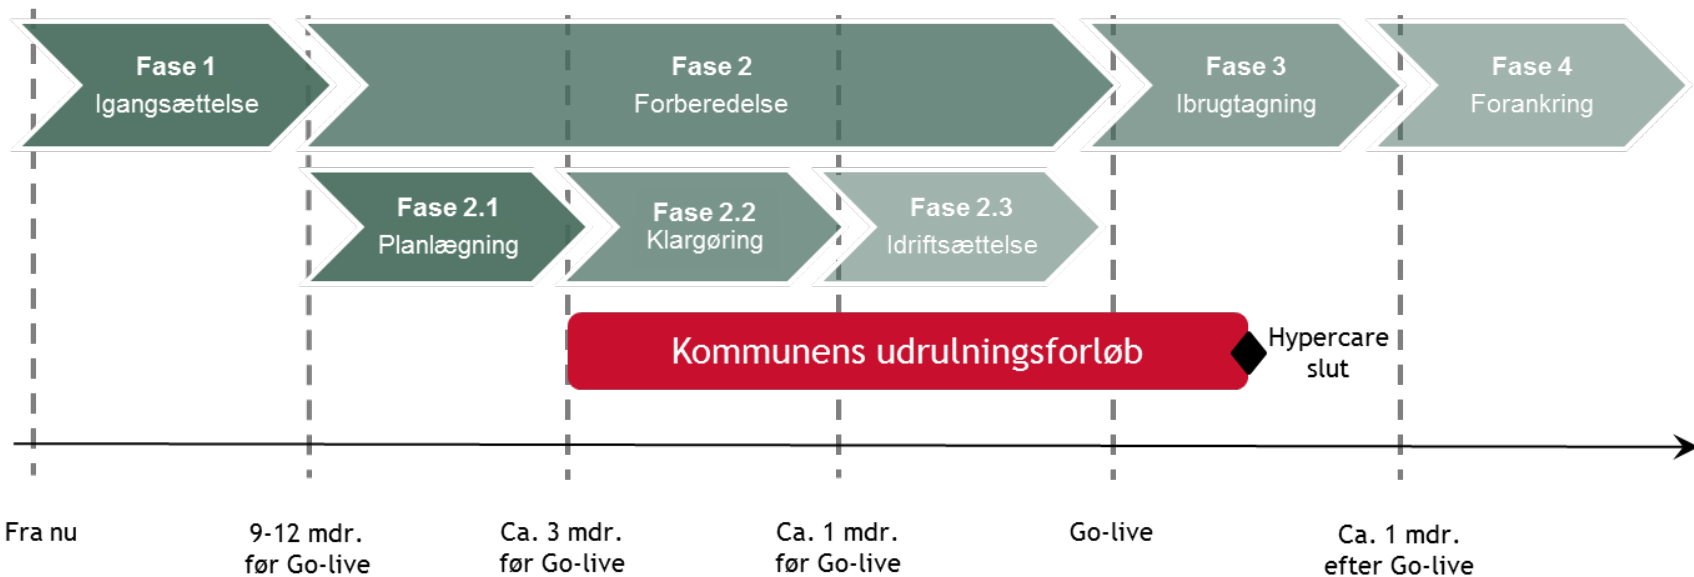 Fase 1
Igangsættelse
Fase 2
Forberedelse
Fase 3
Ibrugtagning
Fase 4
Forankring
Fase 2.1
Planlægning
Fase 2.2
Klargøring
Fase 2.3
Idriftsættelse
Kommunens udrulningsforløb
Hypercare
slut
Fra nu
9-12 mdr.
før Go-live
Ca. 3 mdr.
før Go-live
Ca. 1 mdr.
før Go-live
Go-live
Ca. 1 mdr.
efter Go-live